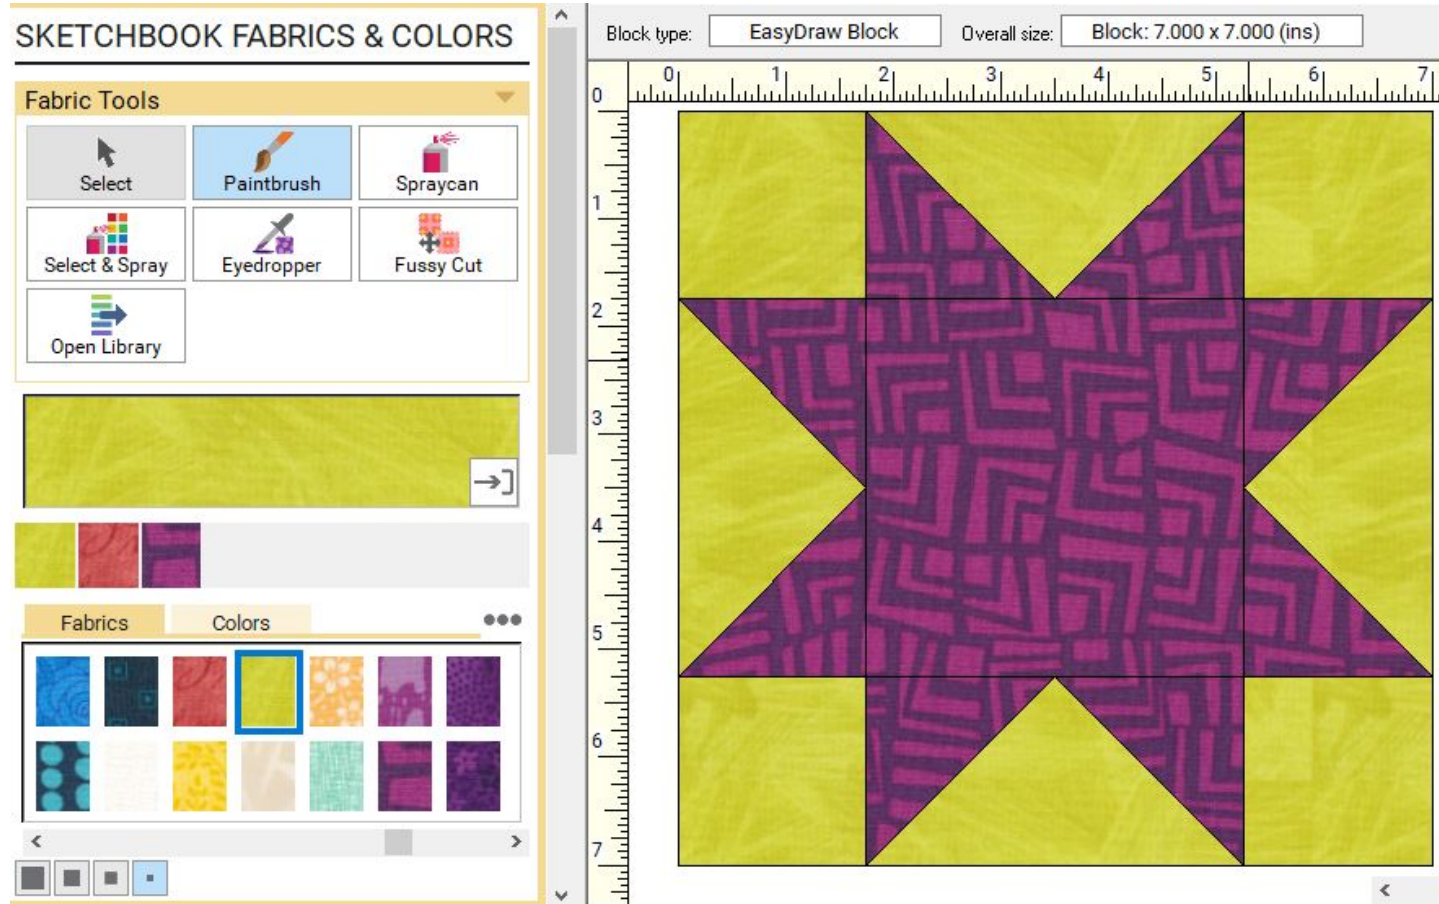 SKETCHBOOK FABRICS & COLORS
Fabric Tools
Select
Paintbrush
Spraycan
Select & Spray
Eyedropper
Fussy Cut
Open Library
Fabrics
Colors
Block type:
EasyDraw Block
Overall size:
Block: 7.000 x 7.000 (ins)
0 1 2 3 4 5 6 7
0
1
2
3
4
5
6
7